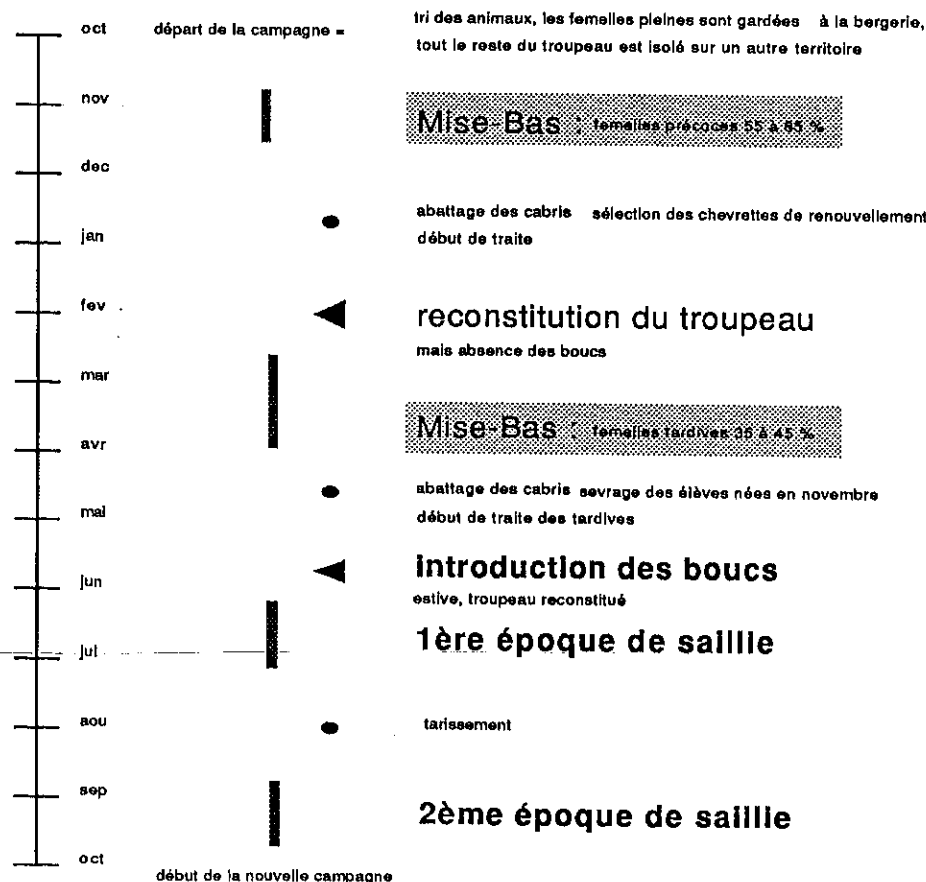 oct départ de la campagne = tri des animaux, les femelles pleines sont gardées à la bergerie,
tout le reste du troupeau est isolé sur un autre territoire
nov
Mise-Bas : femelles précoces 55 à 65 %
dec
abattage des cabris sélection des chevrettes de renouvellement
jan
début de traite
fev
reconstitution du troupeau
mais absence des boucs
mar
Mise-Bas : femelles tardives 35 à 45 %
avr
abattage des cabris sevrage des élèves nées en novembre
mai
début de traite des tardives
introduction des boucs
jun
estive, troupeau reconstitué
1ère époque de saillie
jul
aou tarissement
sep
2ème époque de saillie
oct
début de la nouvelle campagne